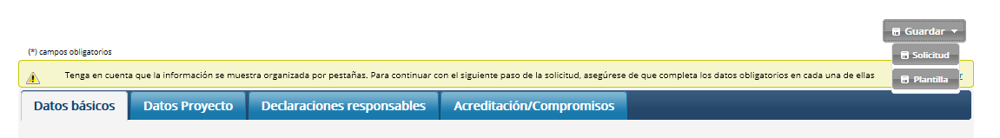 Guardar
(*) campos obligatorios
Solicitud
Tenga en cuenta que la información se muestra organizada por pestañas. Para continuar con el siguiente paso de la solicitud, asegúrese de que completa los datos obligatorios en cada una de ellas
Plantilla
Datos básicos Datos Proyecto Declaraciones responsables Acreditación/Compromisos